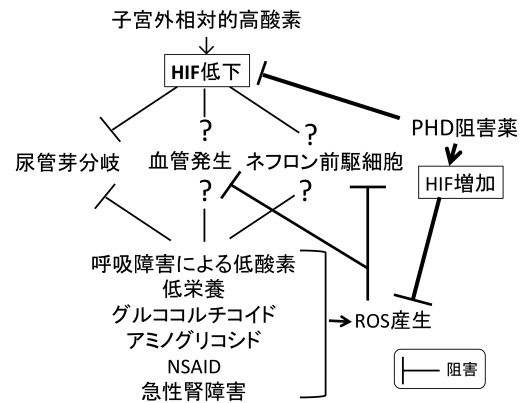 子宮外相対的高酸素
HIF低下
PHD阻害薬
?
?
尿管芽分岐
血管発生
ネフロン前駆細胞
HIF増加
?
?
呼吸障害による低酸素
低栄養
グルココルチコイド
アミノグリコシド
NSAID
急性腎障害
ROS産生
阻害